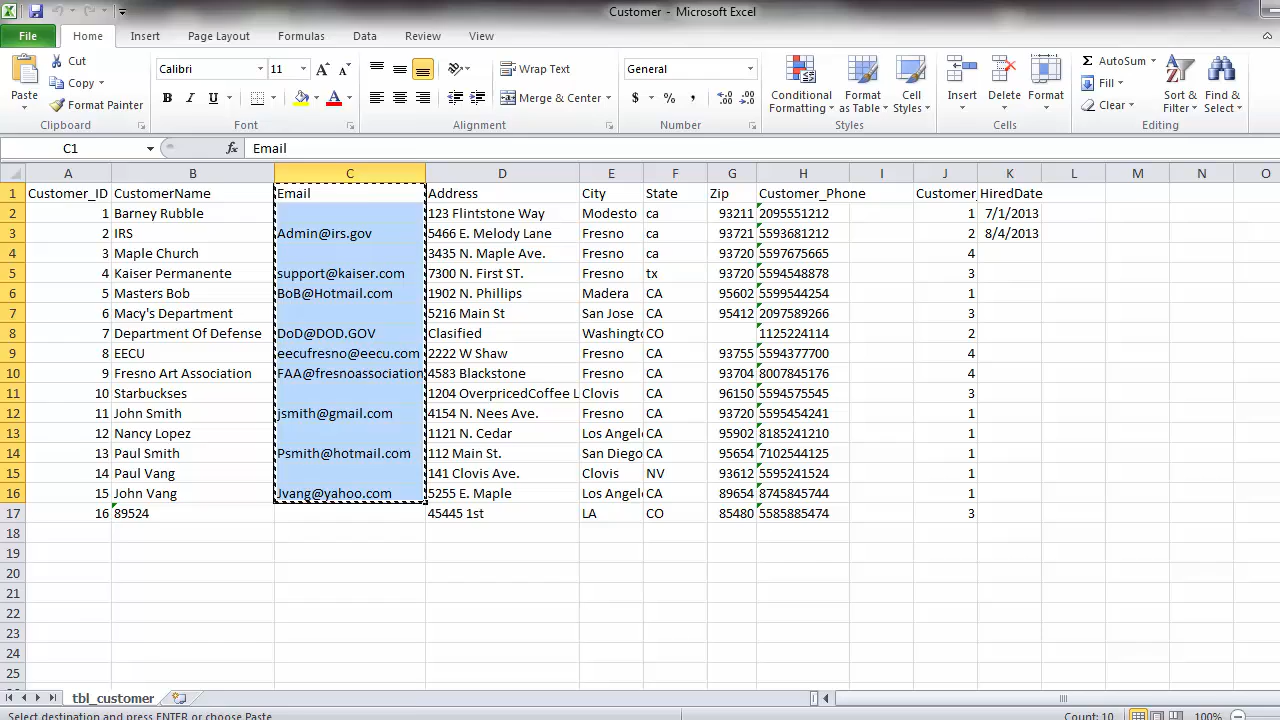 Customer - Microsoft Excel
File Home Insert Page Layout Formulas Data Review View
Cut
Copy
Format Painter
Paste
Clipboard
Calibri 11
B I U A
Font
Wrap Text
Merge & Center
Alignment
General
$ % ,
Number
Conditional Formatting
Format as Table
Cell Styles
Styles
Insert Delete Format
Cells
Σ AutoSum
Fill
Clear
Sort & Filter
Find & Select
Editing
C1 fx Email
A B C D E F G H I J K L M N O
1 Customer_ID CustomerName Email Address City State Zip Customer_Phone Customer_ HiredDate
2 1 Barney Rubble 123 Flintstone Way Modesto ca 93211 2095551212 1 7/1/2013
3 2 IRS Admin@irs.gov 5466 E. Melody Lane Fresno ca 93721 5593681212 2 8/4/2013
4 3 Maple Church 3435 N. Maple Ave. Fresno ca 93720 5597675665 4
5 4 Kaiser Permanente support@kaiser.com 7300 N. First ST. Fresno tx 93720 5594548878 3
6 5 Masters Bob BoB@Hotmail.com 1902 N. Phillips Madera CA 95602 5599544254 1
7 6 Macy's Department 5216 Main St San Jose CA 95412 2097589266 3
8 7 Department Of Defense DoD@DOD.GOV Clasified Washingtc CO 1125224114 2
9 8 EECU eecufresno@eecu.com 2222 W Shaw Fresno CA 93755 5594377700 4
10 9 Fresno Art Association FAA@fresnoassociation 4583 Blackstone Fresno CA 93704 8007845176 4
11 10 Starbuckses 1204 OverpricedCoffee L Clovis CA 96150 5594575545 3
12 11 John Smith jsmith@gmail.com 4154 N. Nees Ave. Fresno CA 93720 5595454241 1
13 12 Nancy Lopez 1121 N. Cedar Los Angele CA 95902 8185241210 1
14 13 Paul Smith Psmith@hotmail.com 112 Main St. San Diego CA 95654 7102544125 1
15 14 Paul Vang 141 Clovis Ave. Clovis NV 93612 5595241524 1
16 15 John Vang Jvang@yahoo.com 5255 E. Maple Los Angele CA 89654 8745845744 1
17 16 89524 45445 1st LA CO 85480 5585885474 3
18
19
20
21
22
23
24
25
tbl_customer
Select destination and press ENTER or choose Paste Count: 10 100%